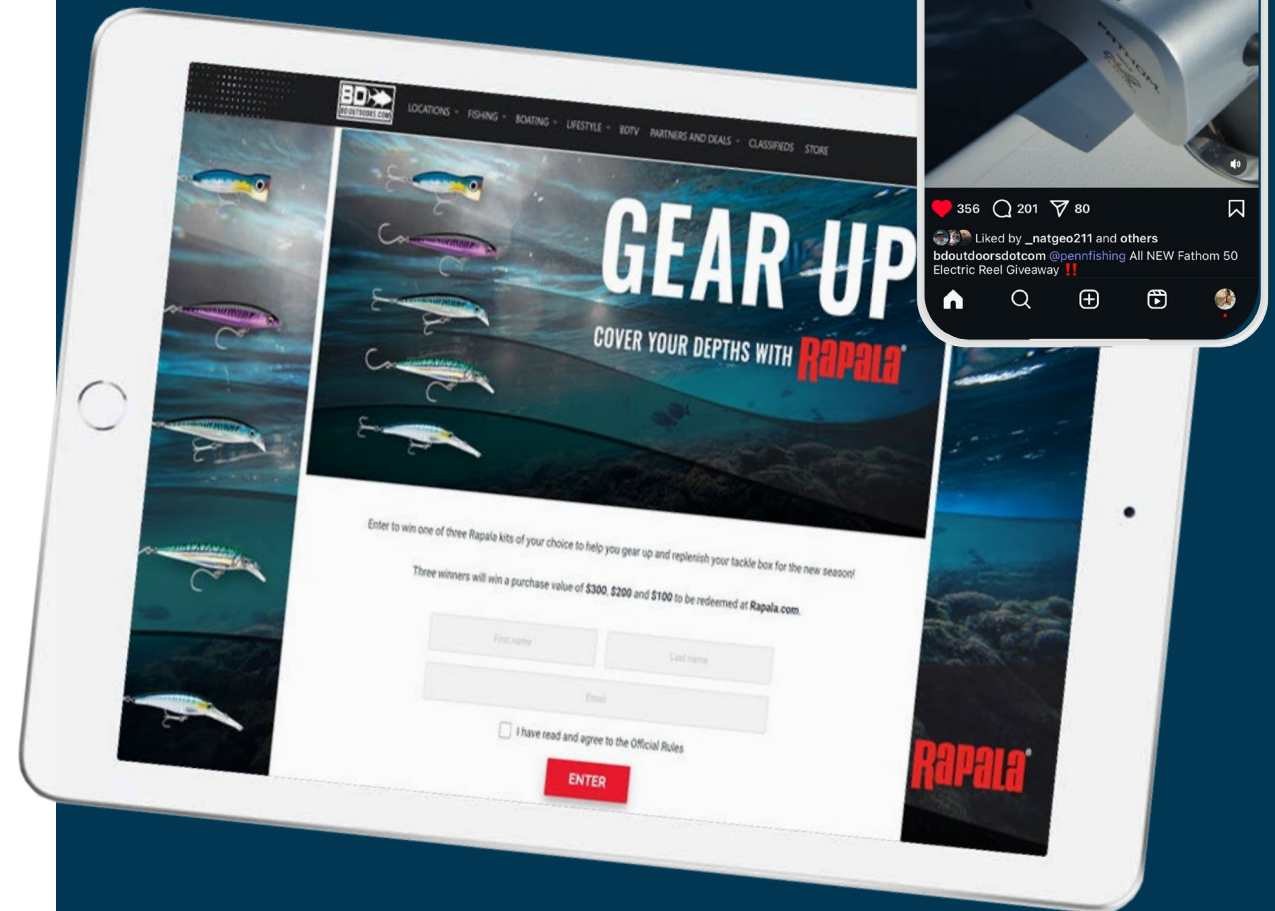 BD
BDOUTDOORS.COM
LOCATIONS FISHING BOATING LIFESTYLE BDTV PARTNERS AND DEALS CLASSIFIEDS STORE
GEAR UP
COVER YOUR DEPTHS WITH Rapala®
Enter to win one of three Rapala kits of your choice to help you gear up and replenish your tackle box for the new season!
Three winners will win a purchase value of $300, $200 and $100 to be redeemed at Rapala.com.
First name Last name
Email
I have read and agree to the Official Rules
ENTER
Rapala®
FATHOM
356 201 80
Liked by _natgeo211 and others
bdoutdoorsdotcom @pennfishing All NEW Fathom 50
Electric Reel Giveaway ‼️